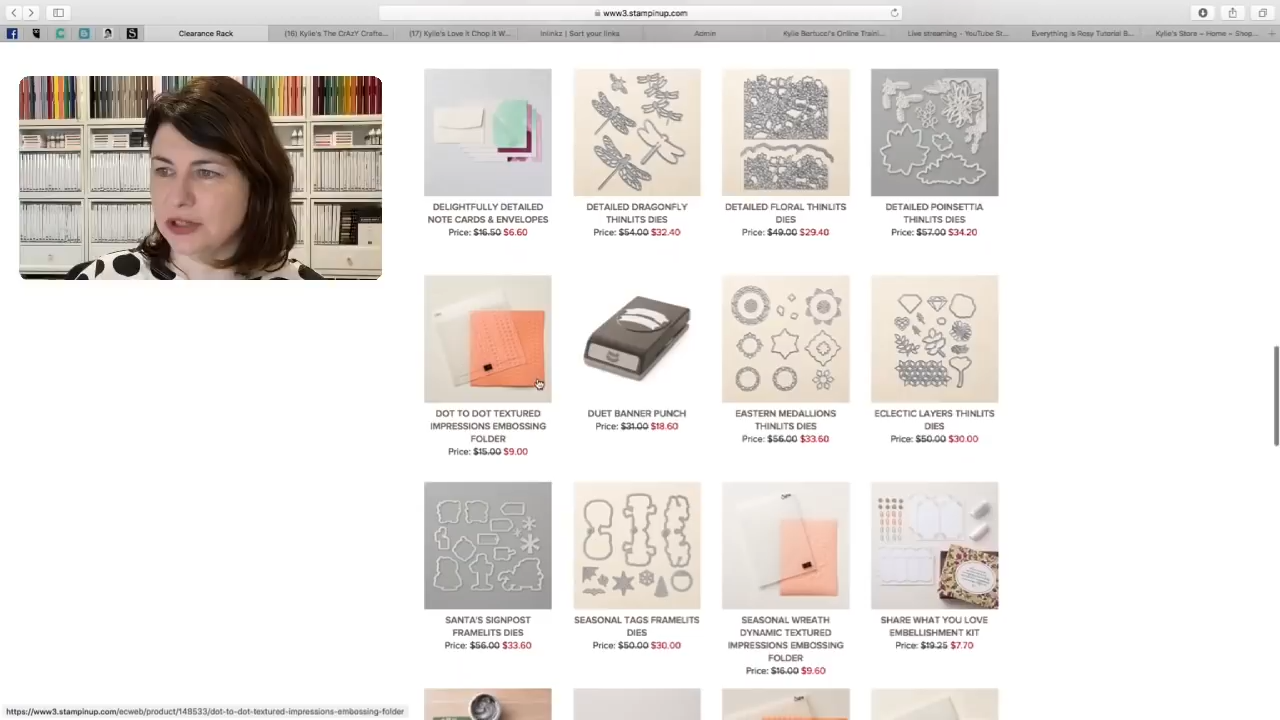 www3.stampinup.com
Clearance Rack
(16) Kylie's The CrAzY Crafte...
(17) Kylie's Love It Chop It W...
Inlinkz | Sort your links
Admin
Kylie Bertucci's Online Traini...
Live streaming - YouTube St...
Everything is Rosy Tutorial B...
Kylie's Store – Home – Shop...
DELIGHTFULLY DETAILED
NOTE CARDS & ENVELOPES
Price: $16.50 $6.60
DETAILED DRAGONFLY
THINLITS DIES
Price: $54.00 $32.40
DETAILED FLORAL THINLITS
DIES
Price: $49.00 $29.40
DETAILED POINSETTIA
THINLITS DIES
Price: $57.00 $34.20
DOT TO DOT TEXTURED
IMPRESSIONS EMBOSSING
FOLDER
Price: $15.00 $9.00
DUET BANNER PUNCH
Price: $31.00 $18.60
EASTERN MEDALLIONS
THINLITS DIES
Price: $56.00 $33.60
ECLECTIC LAYERS THINLITS
DIES
Price: $50.00 $30.00
SANTA'S SIGNPOST
FRAMELITS DIES
Price: $56.00 $33.60
SEASONAL TAGS FRAMELITS
DIES
Price: $50.00 $30.00
SEASONAL WREATH
DYNAMIC TEXTURED
IMPRESSIONS EMBOSSING
FOLDER
Price: $16.00 $9.60
SHARE WHAT YOU LOVE
EMBELLISHMENT KIT
Price: $19.25 $7.70
https://www3.stampinup.com/ecweb/product/148533/dot-to-dot-textured-impressions-embossing-folder